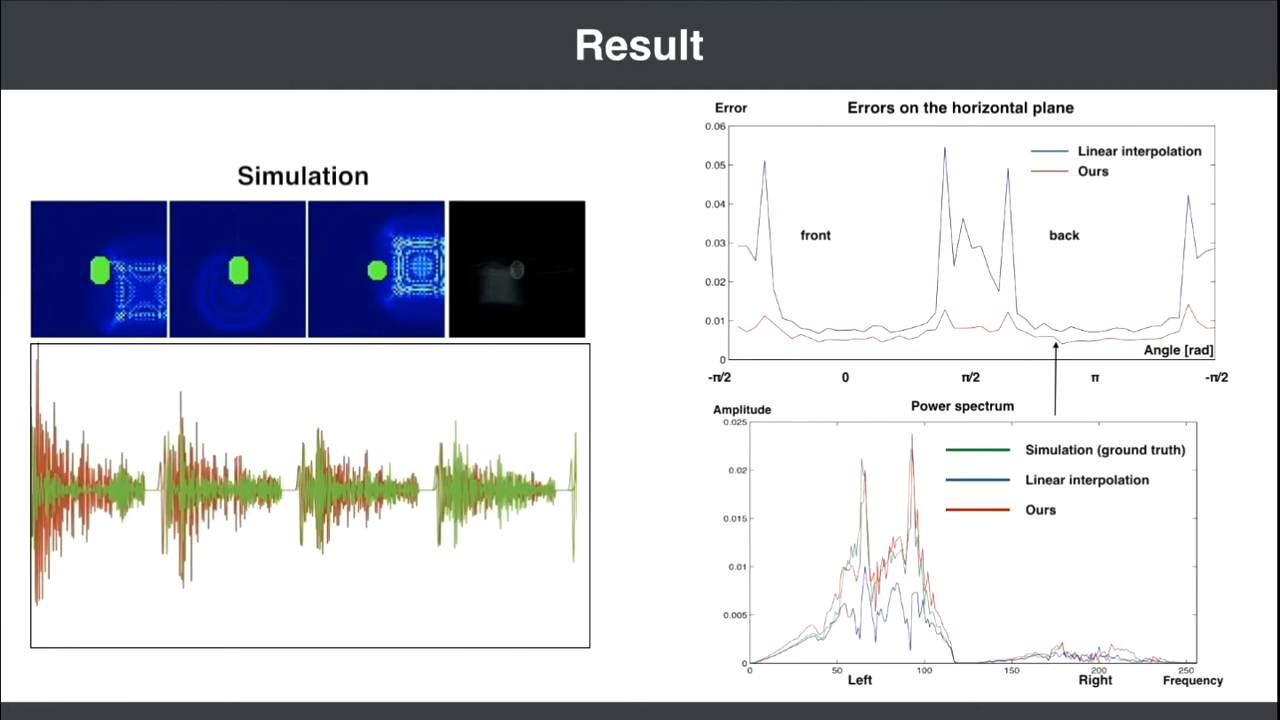 Result
Simulation
Error
Errors on the horizontal plane
0.06
0.05
0.04
0.03
0.02
0.01
0
Linear interpolation
Ours
front
back
Angle [rad]
-π/2
0
π/2
π
-π/2
Amplitude
Power spectrum
0.025
0.02
0.015
0.01
0.005
0
Simulation (ground truth)
Linear interpolation
Ours
0
50
100
150
200
250
Left
Right
Frequency